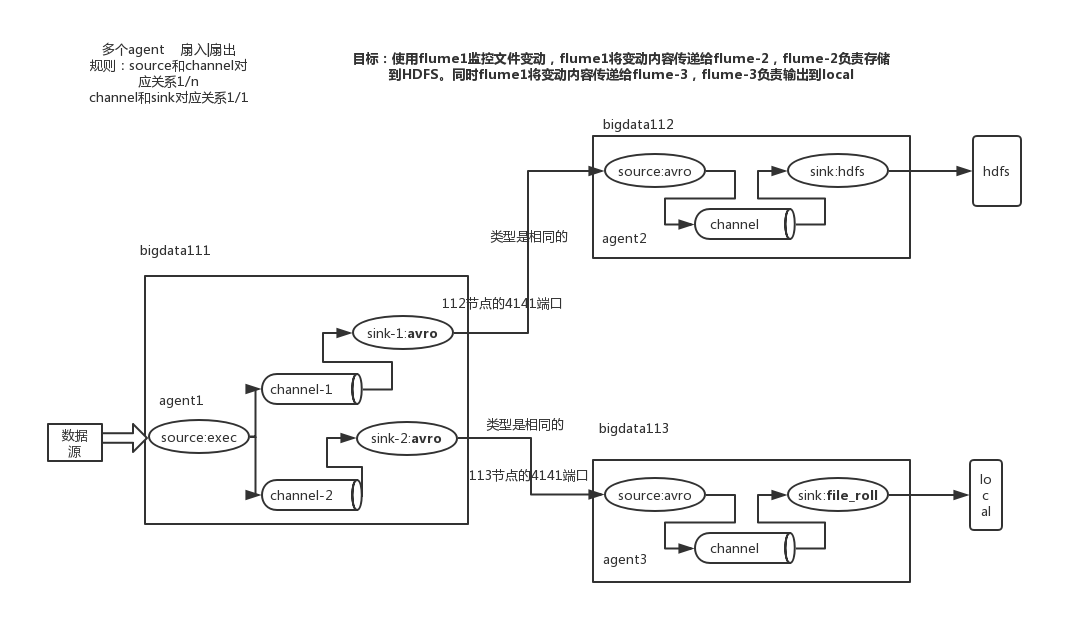 多个agent 扇入|扇出
规则：source和channel对
应关系1/n
channel和sink对应关系1/1
目标：使用flume1监控文件变动，flume1将变动内容传递给flume-2，flume-2负责存储
到HDFS。同时flume1将变动内容传递给flume-3，flume-3负责输出到local
bigdata112
source:avro
sink:hdfs
hdfs
channel
agent2
类型是相同的
bigdata111
112节点的4141端口
sink-1:avro
channel-1
agent1
数据
源
source:exec
sink-2:avro
channel-2
类型是相同的
113节点的4141端口
bigdata113
source:avro
sink:file_roll
lo
c
al
channel
agent3